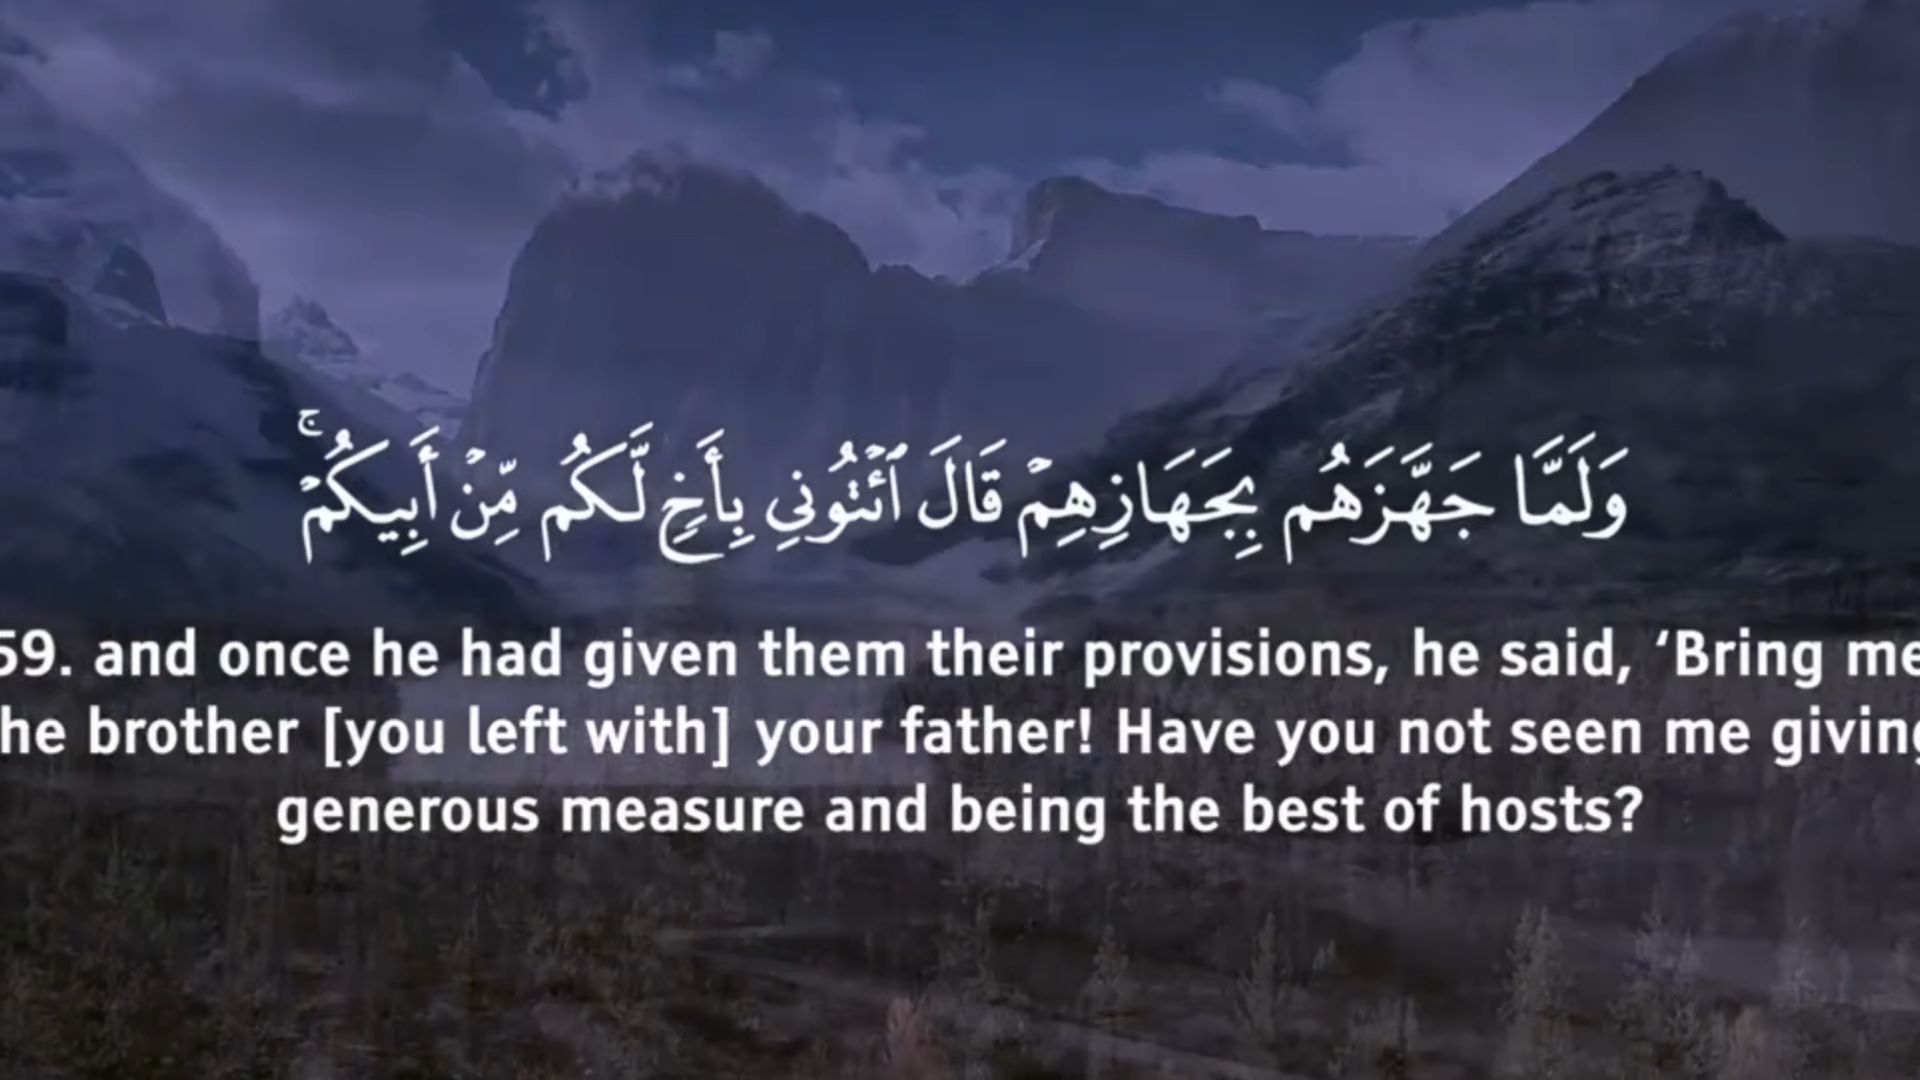 وَلَمَّا جَهَّزَهُم بِجَهَازِهِمۡ قَالَ ٱئۡتُونِي بِأَخٖ لَّكُم مِّنۡ أَبِيكُمۡۚ
59. and once he had given them their provisions, he said, ‘Bring me
he brother [you left with] your father! Have you not seen me giving
generous measure and being the best of hosts?